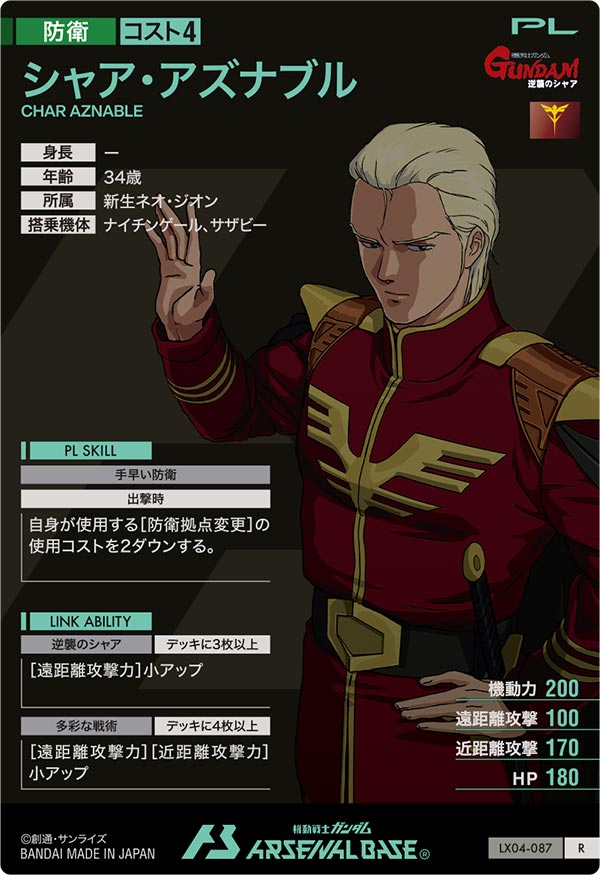 防衛 コスト4
PL
シャア・アズナブル
CHAR AZNABLE
機動戦士ガンダム
GUNDAM
逆襲のシャア
身長 ー
年齢 34歳
所属 新生ネオ・ジオン
搭乗機体 ナイチンゲール、サザビー
PL SKILL
手早い防衛
出撃時
自身が使用する[防衛拠点変更]の
使用コストを2ダウンする。
LINK ABILITY
逆襲のシャア デッキに3枚以上
[遠距離攻撃力]小アップ
多彩な戦術 デッキに4枚以上
[遠距離攻撃力][近距離攻撃力]
小アップ
機動力 200
遠距離攻撃 100
近距離攻撃 170
HP 180
©創通・サンライズ
BANDAI MADE IN JAPAN
機動戦士ガンダム
ARSENAL BASE®
LX04-087 R